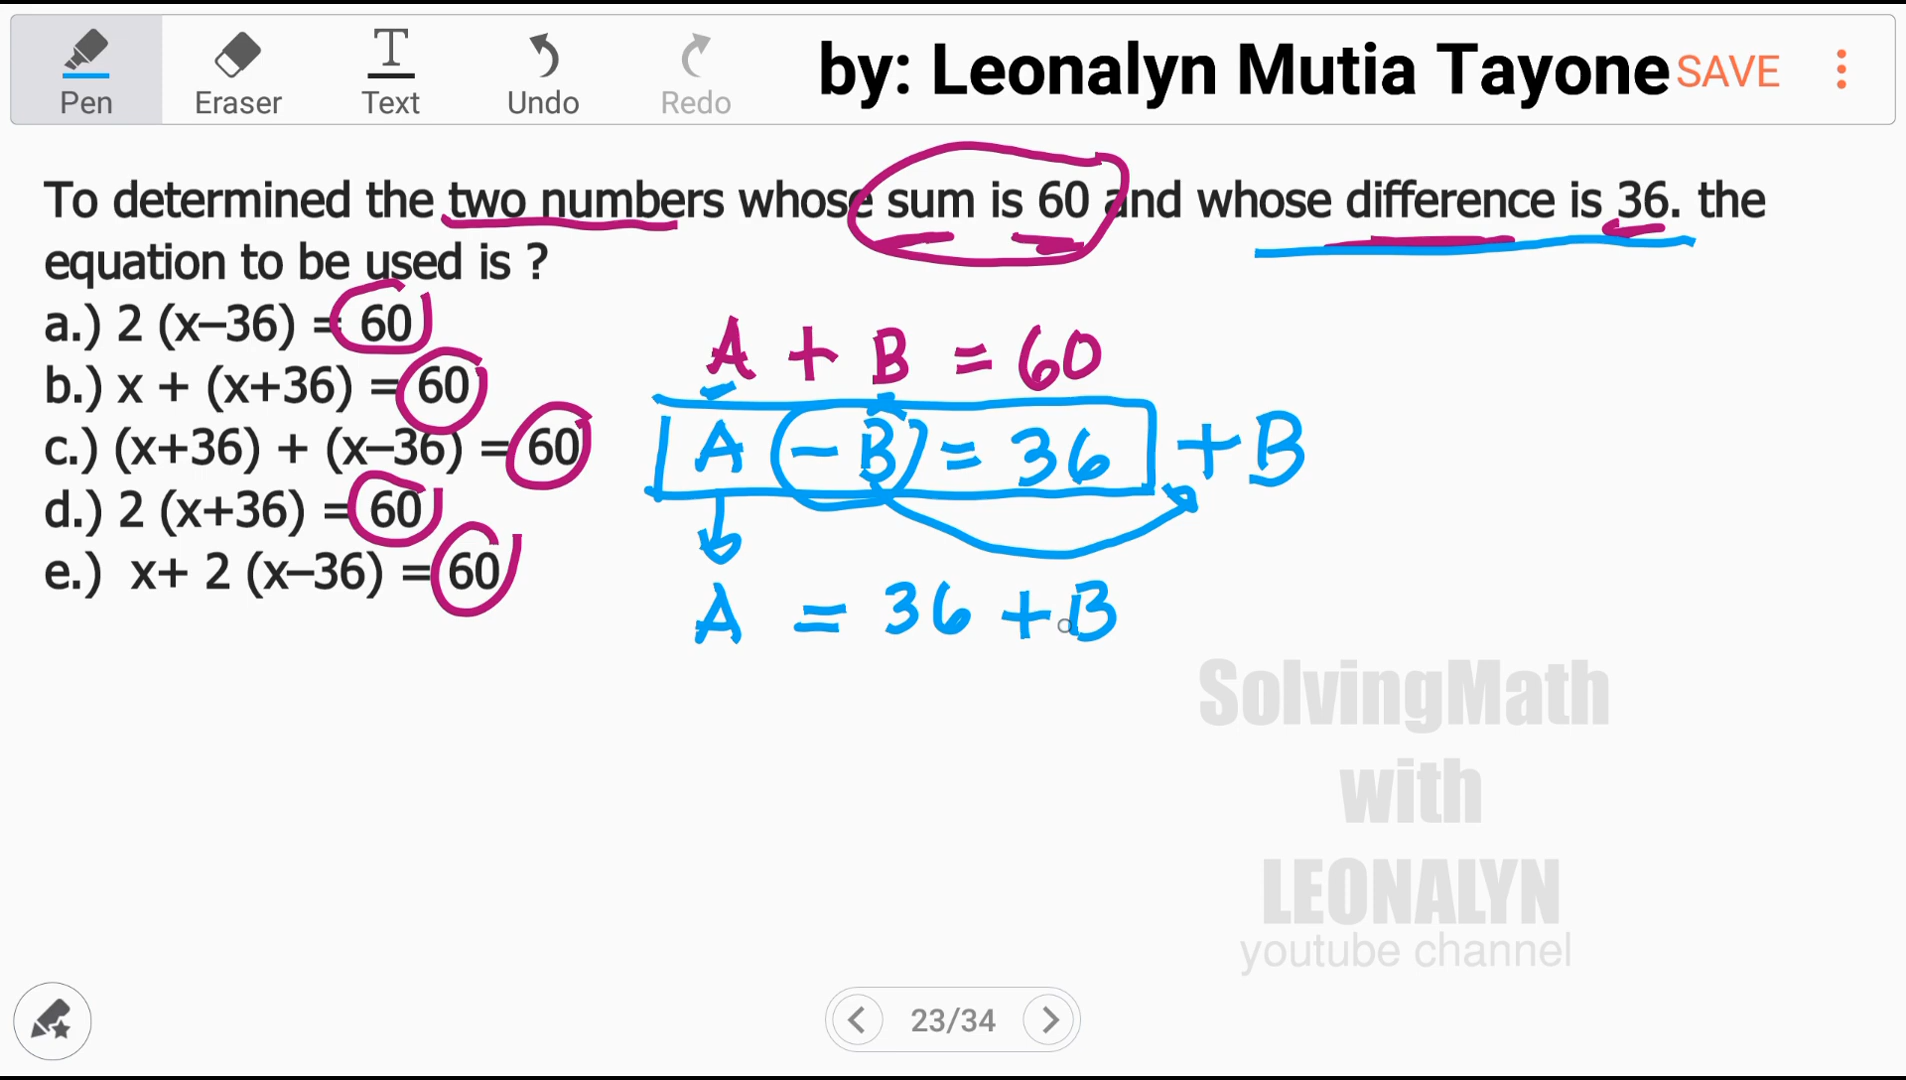 Pen
Eraser
Text
Undo
Redo
by: Leonalyn Mutia Tayone
SAVE
To determined the two numbers whose sum is 60 and whose difference is 36. the
equation to be used is ?
a.) 2 (x–36) = 60
b.) x + (x+36) = 60
c.) (x+36) + (x–36) = 60
d.) 2 (x+36) = 60
e.) x+ 2 (x–36) = 60
A + B = 60
A - B = 36 + B
A = 36 + B
SolvingMath
with
LEONALYN
youtube channel
23/34